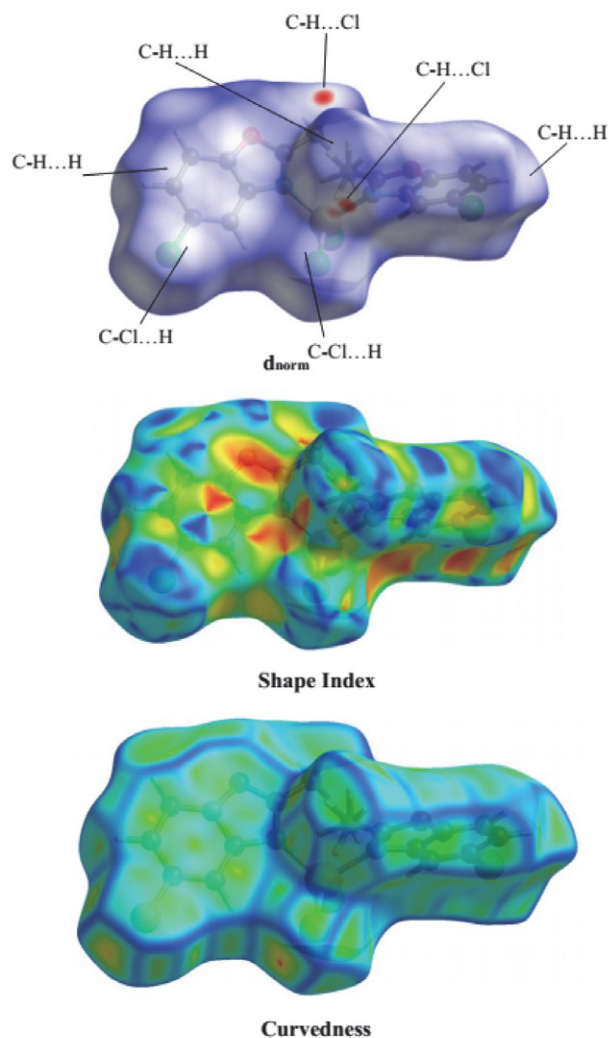 C-H…Cl
C-H…H
C-H…Cl
C-H…H
C-H…H
C-Cl…H
C-Cl…H
dnorm
Shape Index
Curvedness